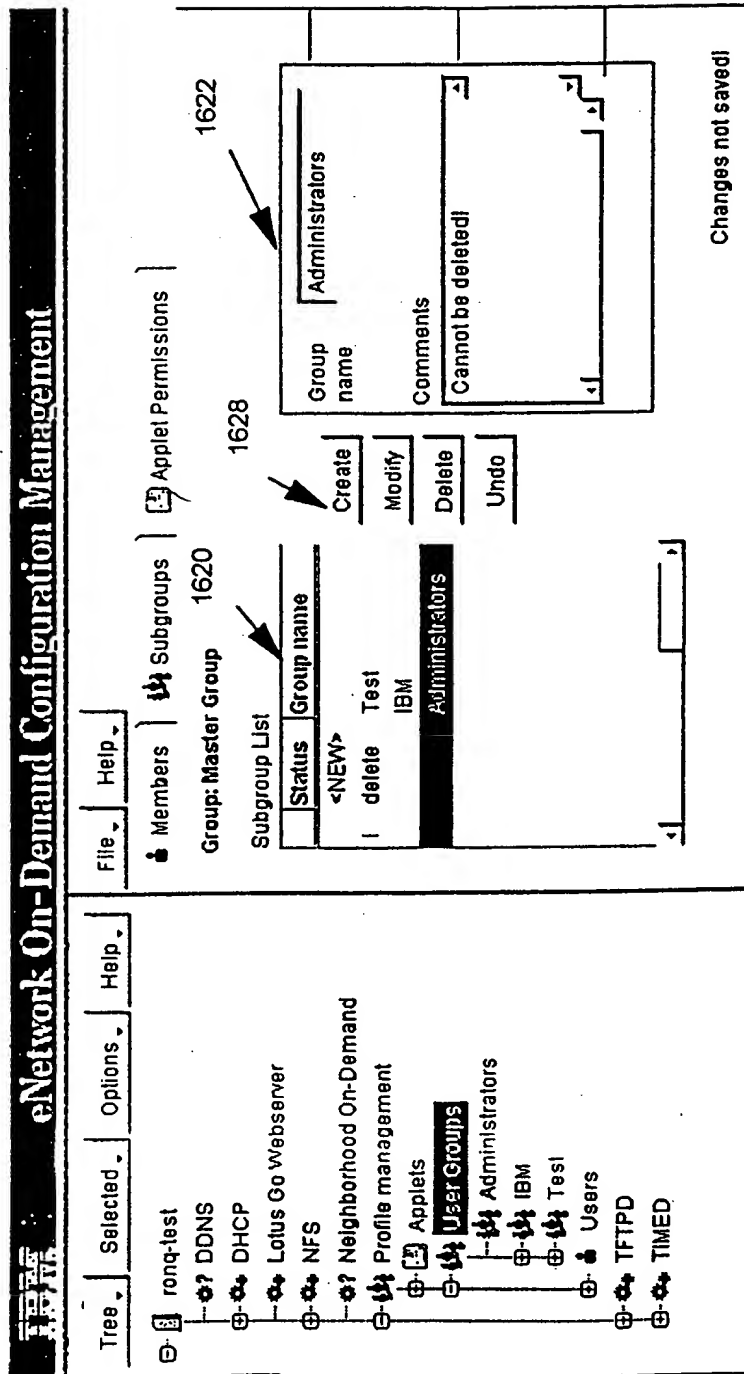 IBM eNetwork On-Demand Configuration Management
Tree Selected Options Help
ronq-test
? DDNS
DHCP
Lotus Go Webserver
NFS
? Neighborhood On-Demand
Profile management
Applets
User Groups
Administrators
IBM
Test
Users
TFTPD
TIMED
File Help
Members Subgroups Applet Permissions
Group: Master Group
1620
1628
1622
Subgroup List
Status Group name
<NEW>
delete Test
IBM
Administrators
Create
Modify
Delete
Undo
Group name
Administrators
Comments
Cannot be deleted!
Changes not saved!